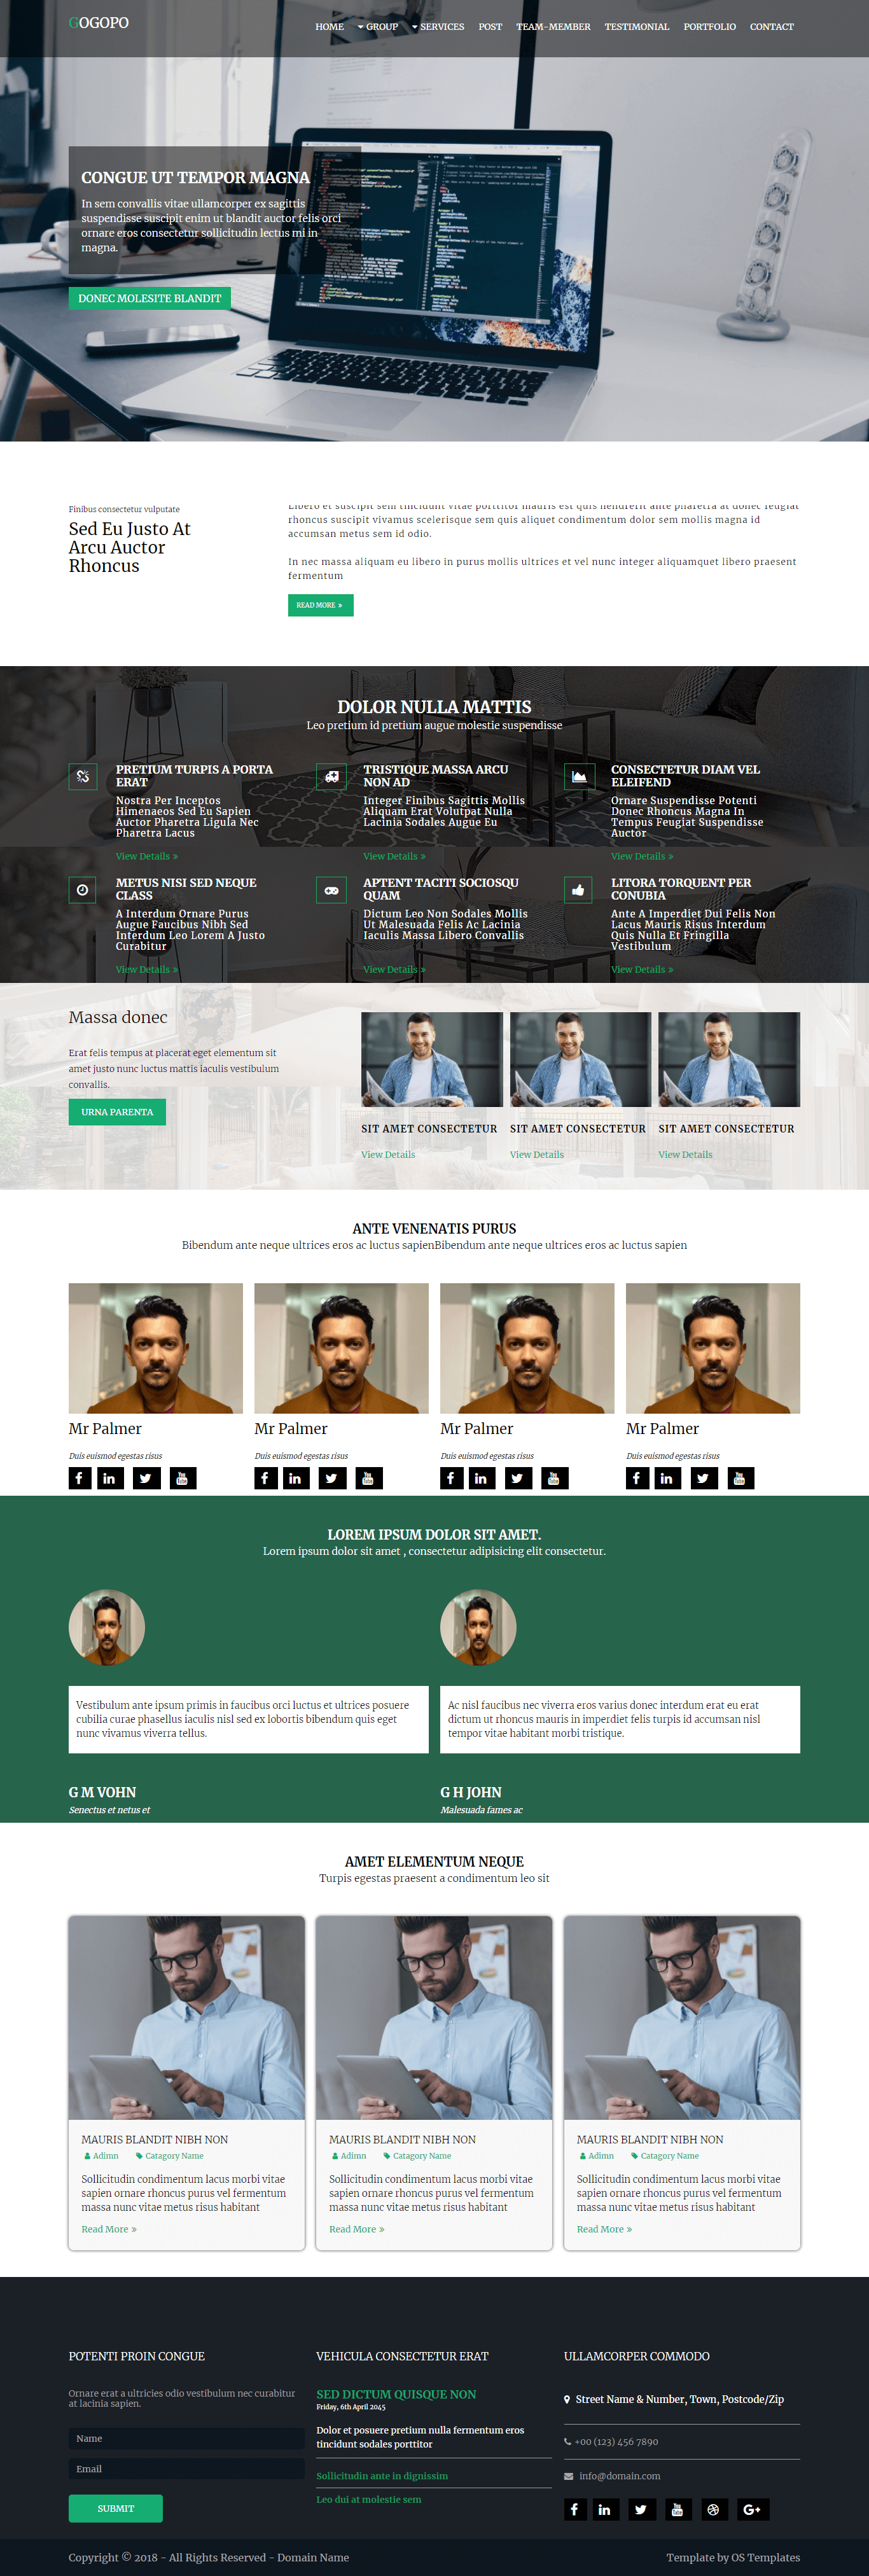 GOGOPO
HOME GROUP SERVICES POST TEAM-MEMBER TESTIMONIAL PORTFOLIO CONTACT
CONGUE UT TEMPOR MAGNA
In sem convallis vitae ullamcorper ex sagittis
suspendisse suscipit enim ut blandit auctor felis orci
ornare eros consectetur sollicitudin lectus mi in
magna.
DONEC MOLESITE BLANDIT
Finibus consectetur vulputate
Sed Eu Justo At
Arcu Auctor
Rhoncus
Libero et suscipit sem tincidunt vitae porttitor mauris est quis hendrerit ante pharetra at donec feugiat
rhoncus suscipit vivamus scelerisque sem quis aliquet condimentum dolor sem mollis magna id
accumsan metus sem id odio.
In nec massa aliquam eu libero in purus mollis ultrices et vel nunc integer aliquamquet libero praesent
fermentum
READ MORE »
DOLOR NULLA MATTIS
Leo pretium id pretium augue molestie suspendisse
PRETIUM TURPIS A PORTA
ERAT
Nostra Per Inceptos
Himenaeos Sed Eu Sapien
Auctor Pharetra Ligula Nec
Pharetra Lacus
View Details »
TRISTIQUE MASSA ARCU
NON AD
Integer Finibus Sagittis Mollis
Aliquam Erat Volutpat Nulla
Lacinia Sodales Augue Eu
View Details »
CONSECTETUR DIAM VEL
ELEIFEND
Ornare Suspendisse Potenti
Donec Rhoncus Magna In
Tempus Feugiat Suspendisse
Auctor
View Details »
METUS NISI SED NEQUE
CLASS
A Interdum Ornare Purus
Augue Faucibus Nibh Sed
Interdum Leo Lorem A Justo
Curabitur
View Details »
APTENT TACITI SOCIOSQU
QUAM
Dictum Leo Non Sodales Mollis
Ut Malesuada Felis Ac Lacinia
Iaculis Massa Libero Convallis
View Details »
LITORA TORQUENT PER
CONUBIA
Ante A Imperdiet Dui Felis Non
Lacus Mauris Risus Interdum
Quis Nulla Et Fringilla
Vestibulum
View Details »
Massa donec
Erat felis tempus at placerat eget elementum sit
amet justo nunc luctus mattis iaculis vestibulum
convallis.
URNA PARENTA
SIT AMET CONSECTETUR
View Details
SIT AMET CONSECTETUR
View Details
SIT AMET CONSECTETUR
View Details
ANTE VENENATIS PURUS
Bibendum ante neque ultrices eros ac luctus sapienBibendum ante neque ultrices eros ac luctus sapien
Mr Palmer
Duis euismod egestas risus
Mr Palmer
Duis euismod egestas risus
Mr Palmer
Duis euismod egestas risus
Mr Palmer
Duis euismod egestas risus
LOREM IPSUM DOLOR SIT AMET.
Lorem ipsum dolor sit amet , consectetur adipisicing elit consectetur.
Vestibulum ante ipsum primis in faucibus orci luctus et ultrices posuere
cubilia curae phasellus iaculis nisl sed ex lobortis bibendum quis eget
nunc vivamus viverra tellus.
G M VOHN
Senectus et netus et
Ac nisl faucibus nec viverra eros varius donec interdum erat eu erat
dictum ut rhoncus mauris in imperdiet felis turpis id accumsan nisl
tempor vitae habitant morbi tristique.
G H JOHN
Malesuada fames ac
AMET ELEMENTUM NEQUE
Turpis egestas praesent a condimentum leo sit
MAURIS BLANDIT NIBH NON
Adimn Catagory Name
Sollicitudin condimentum lacus morbi vitae
sapien ornare rhoncus purus vel fermentum
massa nunc vitae metus risus habitant
Read More »
MAURIS BLANDIT NIBH NON
Adimn Catagory Name
Sollicitudin condimentum lacus morbi vitae
sapien ornare rhoncus purus vel fermentum
massa nunc vitae metus risus habitant
Read More »
MAURIS BLANDIT NIBH NON
Adimn Catagory Name
Sollicitudin condimentum lacus morbi vitae
sapien ornare rhoncus purus vel fermentum
massa nunc vitae metus risus habitant
Read More »
POTENTI PROIN CONGUE
Ornare erat a ultricies odio vestibulum nec curabitur
at lacinia sapien.
Name
Email
SUBMIT
VEHICULA CONSECTETUR ERAT
SED DICTUM QUISQUE NON
Friday, 6th April 2045
Dolor et posuere pretium nulla fermentum eros
tincidunt sodales porttitor
Sollicitudin ante in dignissim
Leo dui at molestie sem
ULLAMCORPER COMMODO
Street Name & Number, Town, Postcode/Zip
+00 (123) 456 7890
info@domain.com
Copyright © 2018 - All Rights Reserved - Domain Name
Template by OS Templates